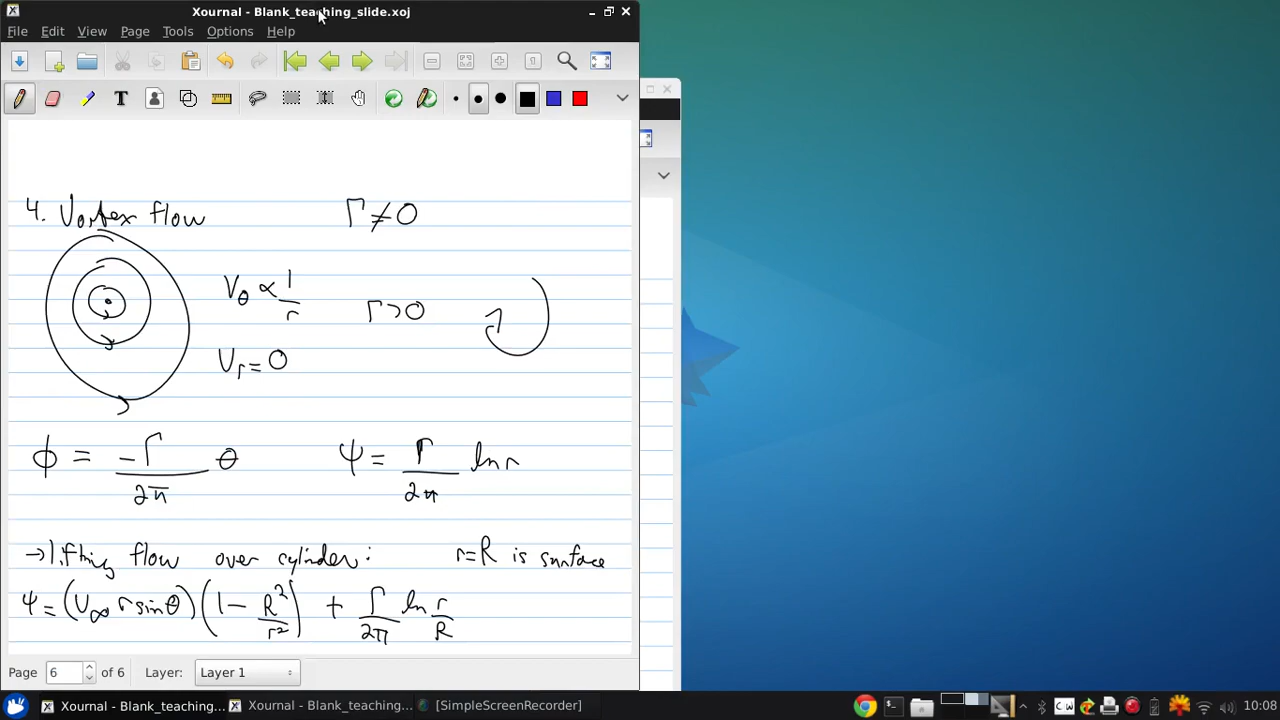 Xournal - Blank_teaching_slide.xoj
File Edit View Page Tools Options Help
4. Vortex flow Γ≠0
V_θ ∝ 1/r Γ>0
V_r = 0
ϕ = -Γ/2π θ ψ = Γ/2π ln r
→ Lifting flow over cylinder: r=R is surface
ψ = (V_∞ r sin θ)(1 - R²/r²) + Γ/2π ln r/R
Page 6 of 6 Layer: Layer 1
Xournal - Blank_teaching... Xournal - Blank_teaching... [SimpleScreenRecorder] CW 10:08